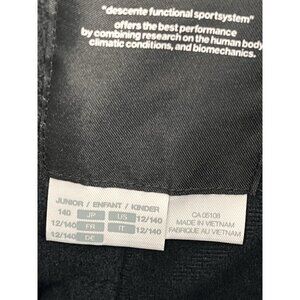 "descente functional sportsystem"
offers the best performance
by combining research on the human body,
climatic conditions, and biomechanics.
JUNIOR / ENFANT / KINDER
140 JP US 12/140
12/140 FR IT 12/140
12/140 DE
CA 05108
MADE IN VIETNAM
FABRIQUE AU VIETNAM